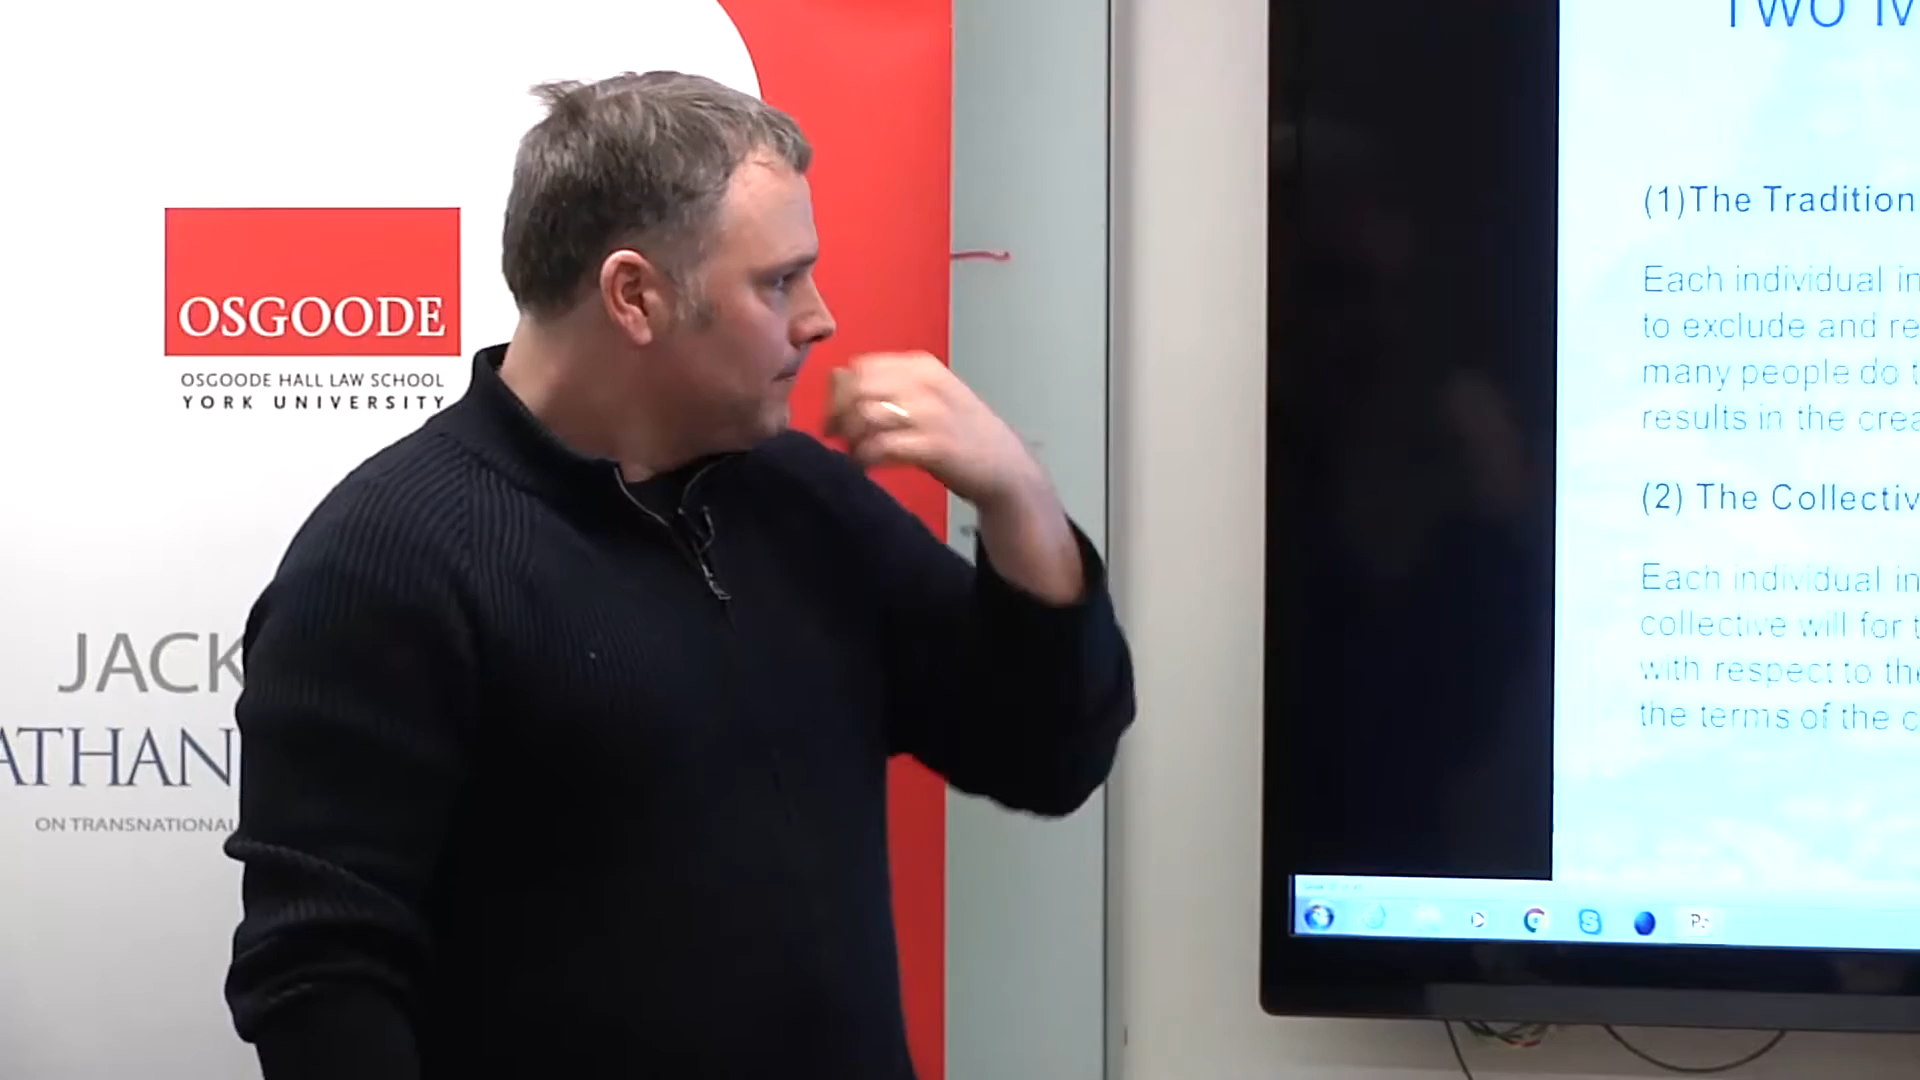 OSGOODE
OSGOODE HALL LAW SCHOOL
YORK UNIVERSITY
JACK
ATHAN
ON TRANSNATIONAL
TWO
(1)The Tradition
Each individual in
to exclude and re
many people do t
results in the crea
(2) The Collectiv
Each individual in
collective will for t
with respect to the
the terms of the c